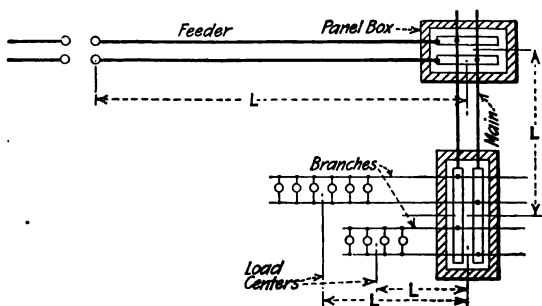 Feeder
Panel Box
L
Main
L
Branches
Load
Centers
L
L